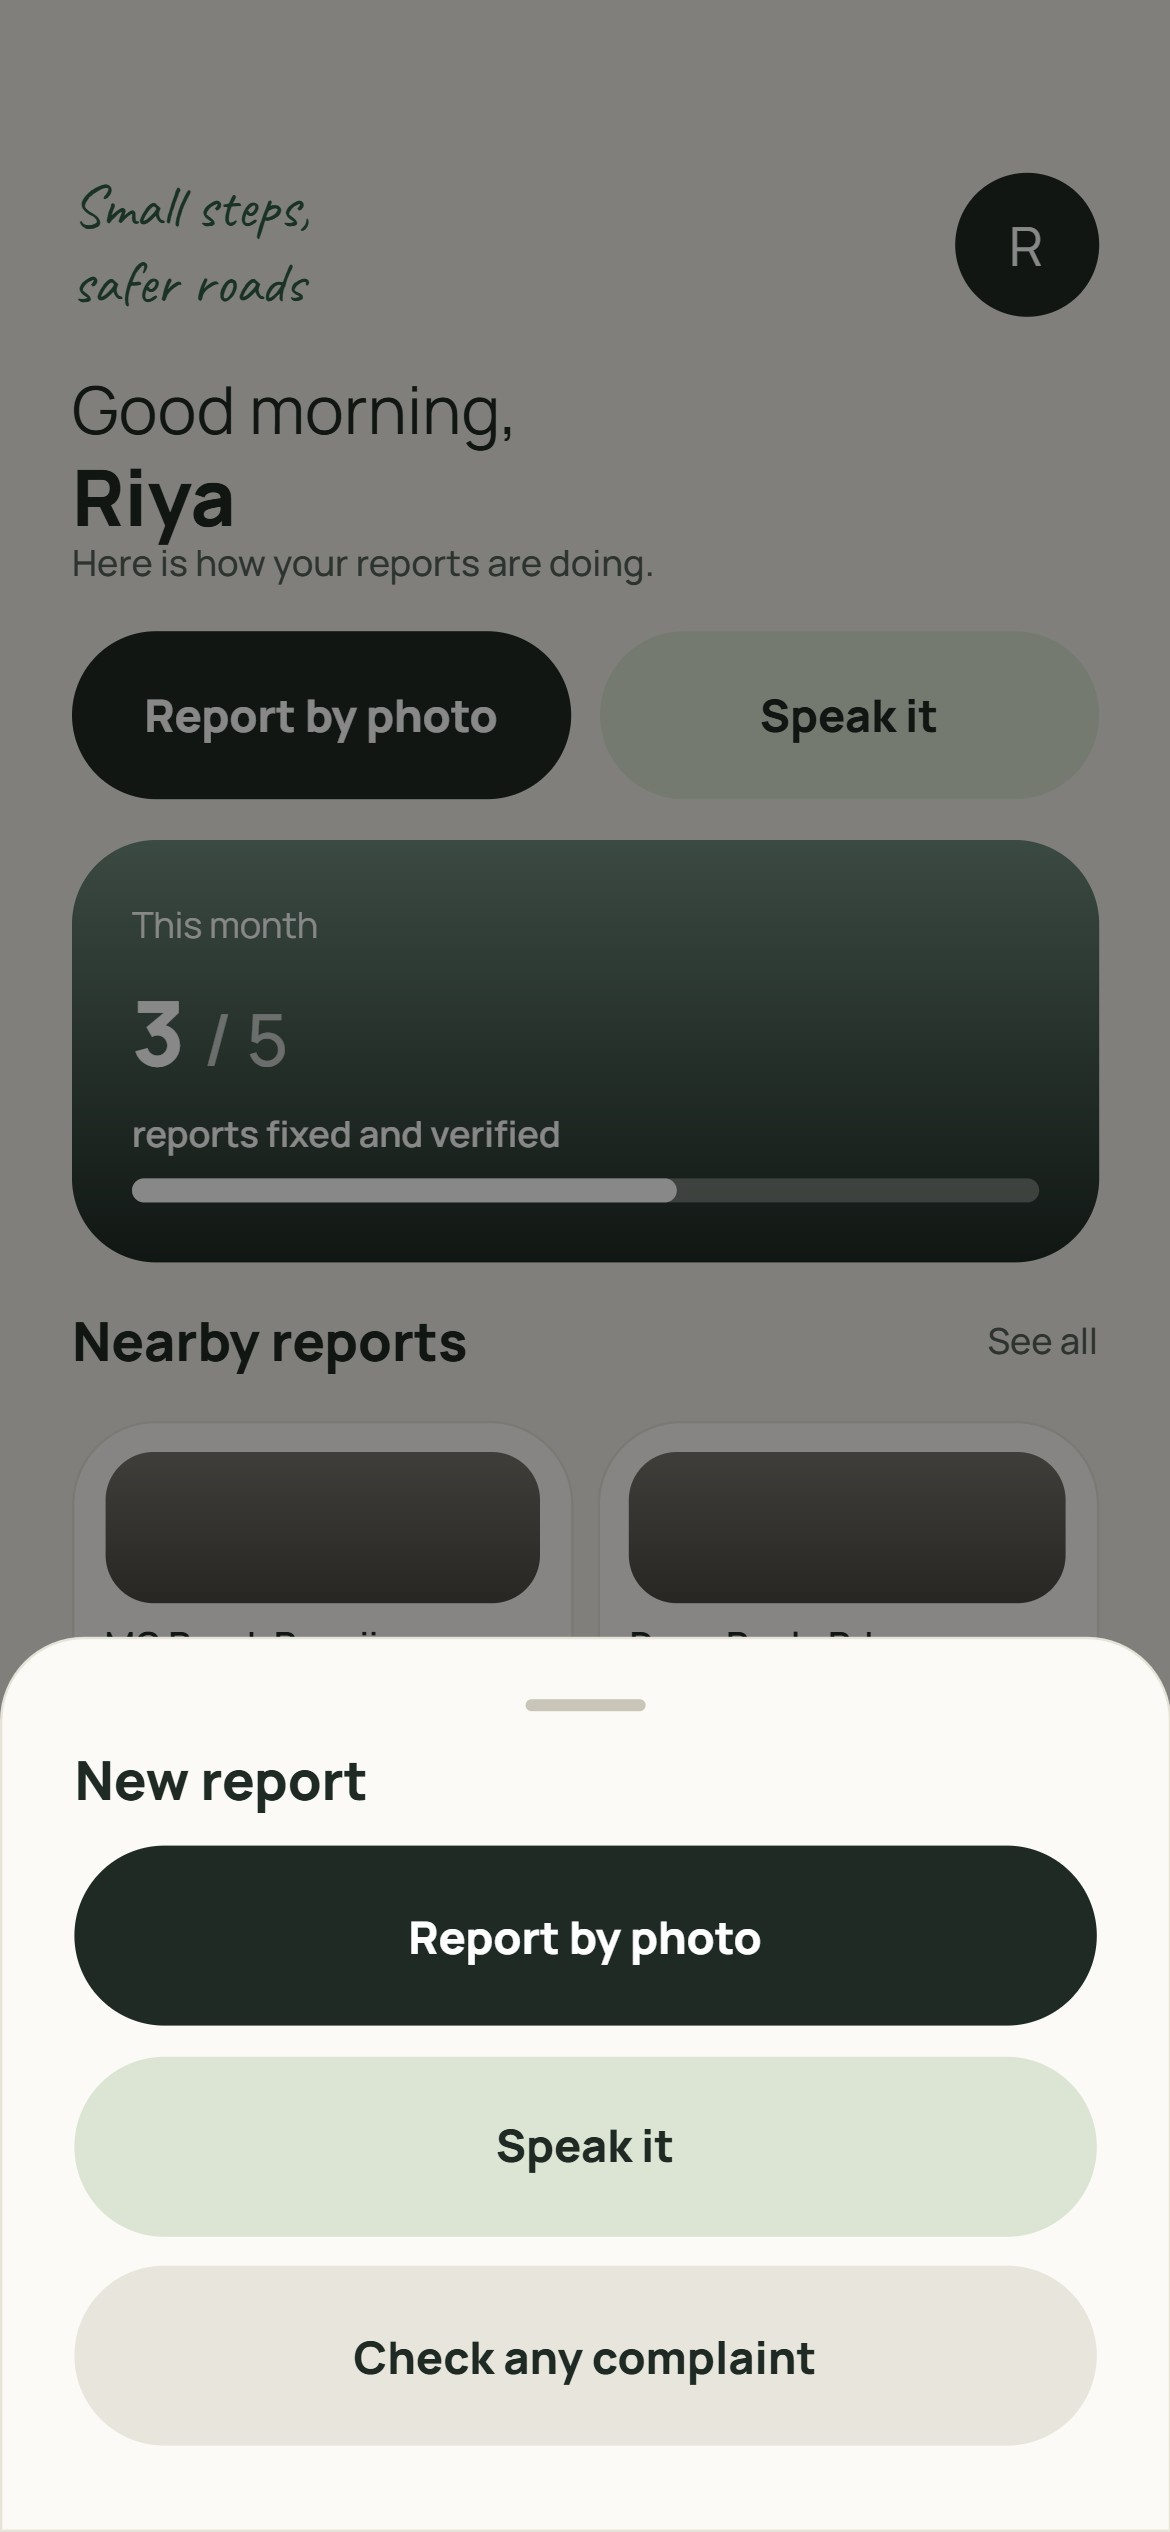 Small steps,
safer roads
R
Good morning,
Riya
Here is how your reports are doing.
Report by photo
Speak it
This month
3 / 5
reports fixed and verified
Nearby reports
See all
New report
Report by photo
Speak it
Check any complaint